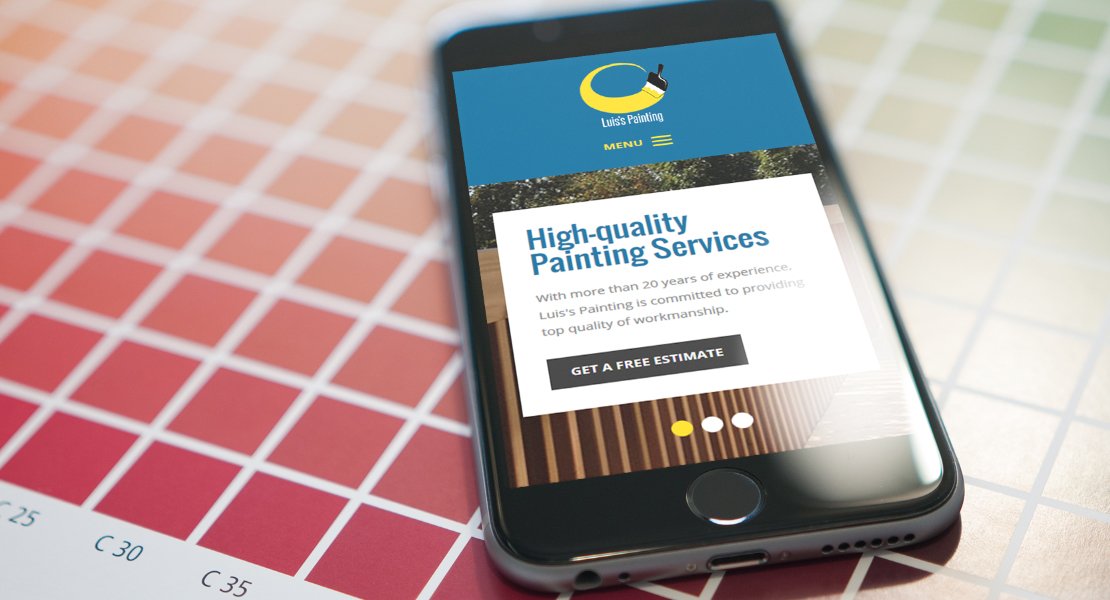 Luis's Painting
MENU
High-quality
Painting Services
With more than 20 years of experience,
Luis's Painting is committed to providing
top quality of workmanship.
GET A FREE ESTIMATE
C 25
C 30
C 35